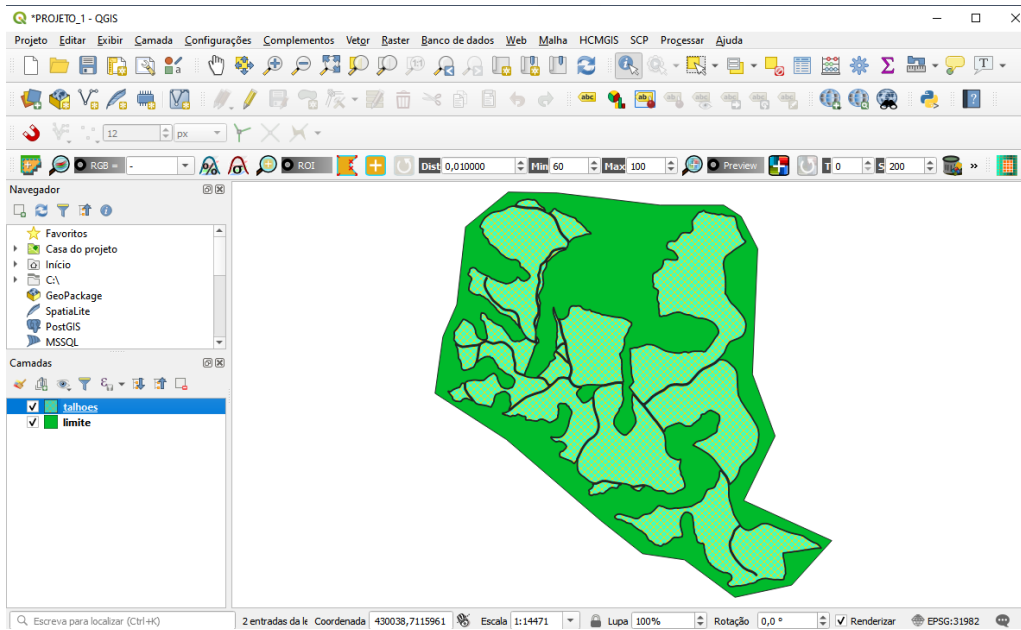 *PROJETO_1 - QGIS
Projeto Editar Exibir Camada Configurações Complementos Vetor Raster Banco de dados Web Malha HCMGIS SCP Processar Ajuda
abc abc ab
12 px
RGB = - ROI Dist 0,010000 Min 60 Max 100 Preview T 0 S 200 »
Navegador
Favoritos
Casa do projeto
Início
C:\
GeoPackage
SpatiaLite
PostGIS
MSSQL
Camadas
talhoes
limite
Escreva para localizar (Ctrl+K) 2 entradas da le Coordenada 430038,7115961 Escala 1:14471 Lupa 100% Rotação 0,0 ° Renderizar EPSG:31982